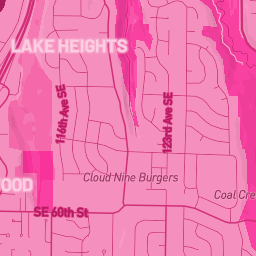 LAKE HEIGHTS
116th Ave SE
123rd Ave SE
Cloud Nine Burgers
OOD
Coal Cre
SE 60th St